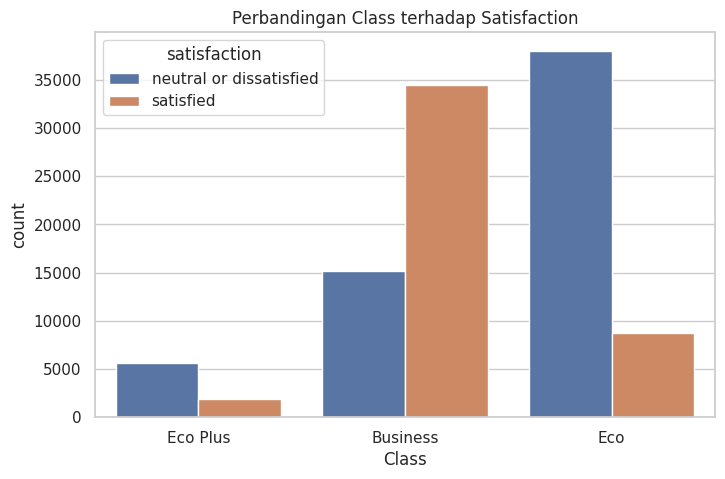 Perbandingan Class terhadap Satisfaction
satisfaction
neutral or dissatisfied
satisfied
35000
30000
25000
20000
15000
10000
5000
0
count
Eco Plus
Business
Eco
Class